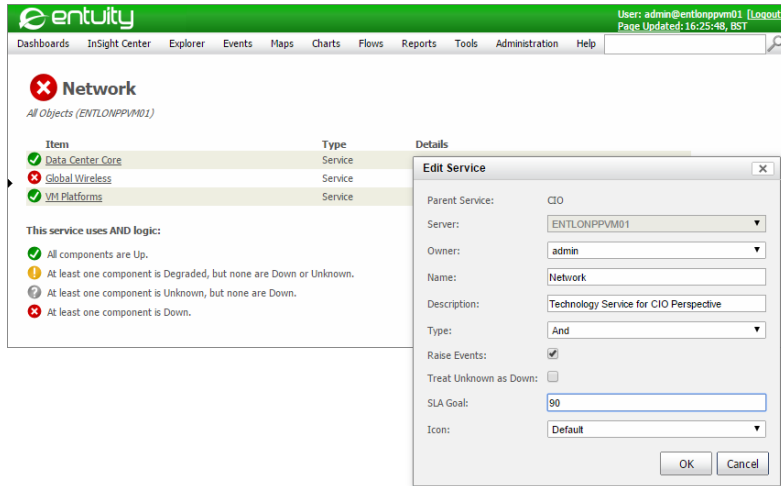 entuity
User: admin@entlonppvm01 [Logout
Page Updated: 16:25:48, BST
Dashboards InSight Center Explorer Events Maps Charts Flows Reports Tools Administration Help
Network
All Objects (ENTLONPPVM01)
Item Type Details
Data Center Core Service
Global Wireless Service
VM Platforms Service
This service uses AND logic:
All components are Up.
At least one component is Degraded, but none are Down or Unknown.
At least one component is Unknown, but none are Down.
At least one component is Down.
Edit Service
Parent Service: CIO
Server: ENTLONPPVM01
Owner: admin
Name: Network
Description: Technology Service for CIO Perspective
Type: And
Raise Events:
Treat Unknown as Down:
SLA Goal: 90
Icon: Default
OK Cancel